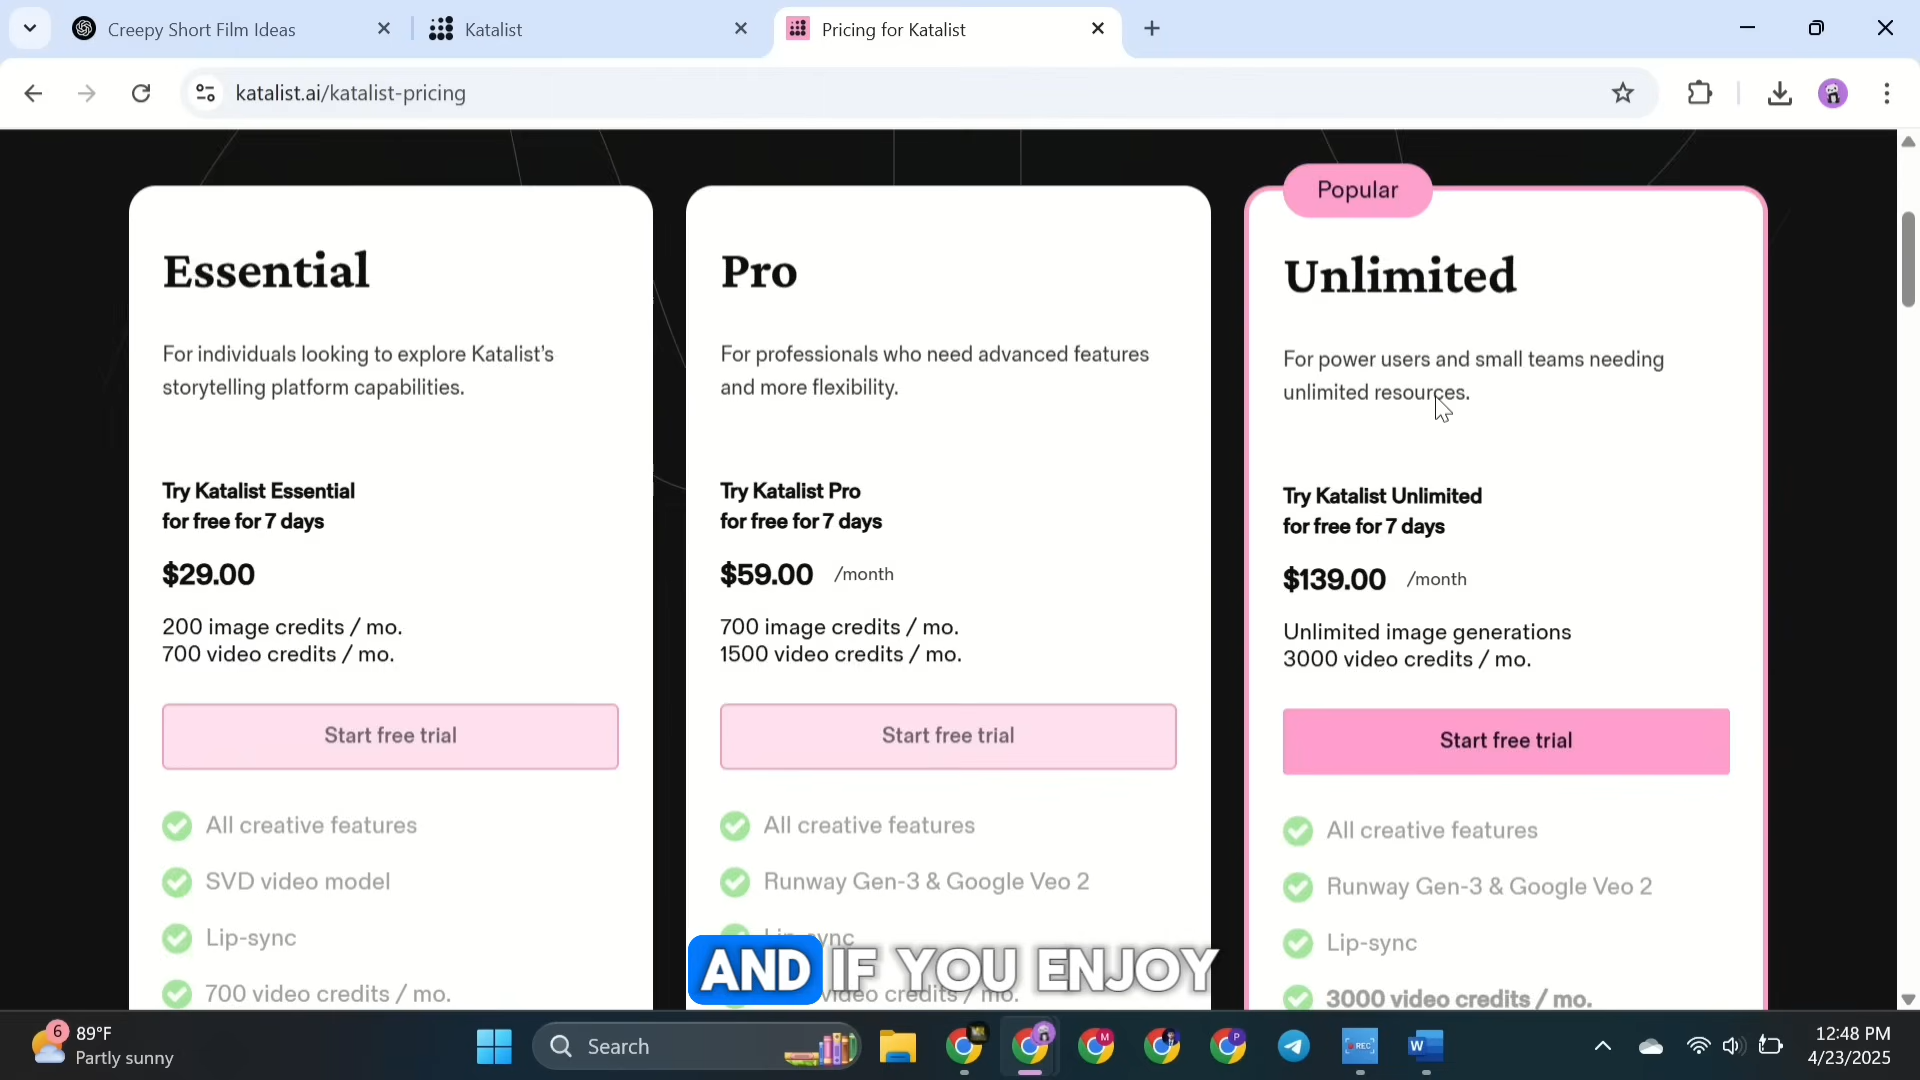 Creepy Short Film Ideas
Katalist
Pricing for Katalist
katalist.ai/katalist-pricing
Popular
Essential
For individuals looking to explore Katalist's
storytelling platform capabilities.
Try Katalist Essential
for free for 7 days
$29.00
200 image credits / mo.
700 video credits / mo.
Start free trial
All creative features
SVD video model
Lip-sync
700 video credits / mo.
Pro
For professionals who need advanced features
and more flexibility.
Try Katalist Pro
for free for 7 days
$59.00 /month
700 image credits / mo.
1500 video credits / mo.
Start free trial
All creative features
Runway Gen-3 & Google Veo 2
Lip-sync
video credits / mo.
Unlimited
For power users and small teams needing
unlimited resources.
Try Katalist Unlimited
for free for 7 days
$139.00 /month
Unlimited image generations
3000 video credits / mo.
Start free trial
All creative features
Runway Gen-3 & Google Veo 2
Lip-sync
3000 video credits / mo.
AND IF YOU ENJOY
6
89°F
Partly sunny
Search
M
P
REC
W
12:48 PM
4/23/2025